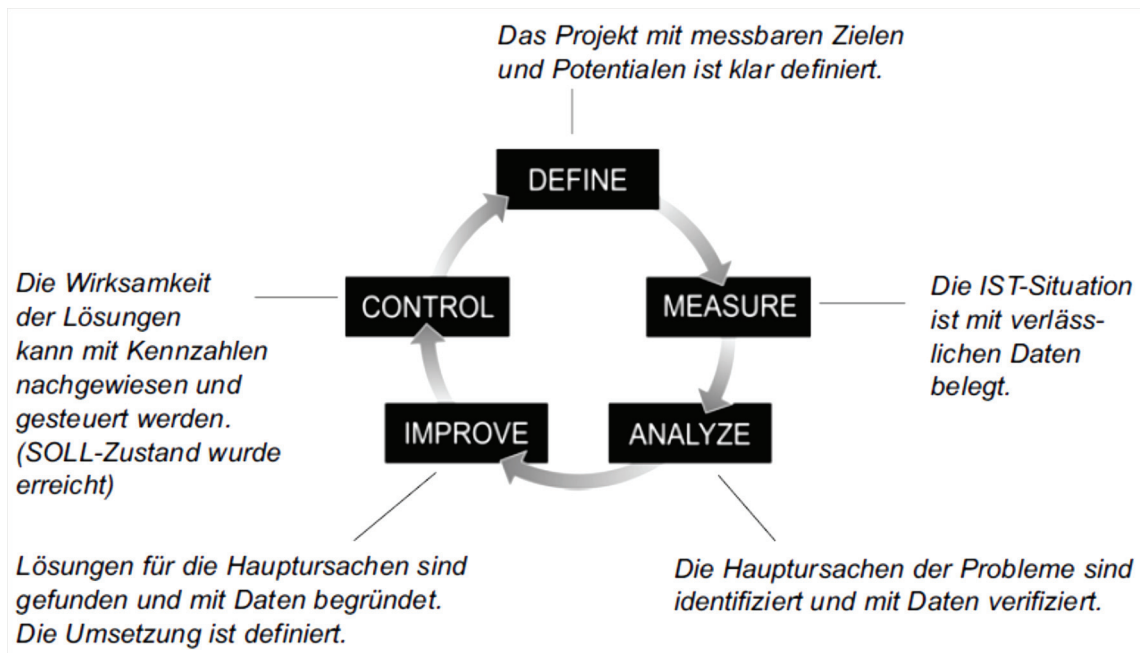 Das Projekt mit messbaren Zielen
und Potentialen ist klar definiert.
DEFINE
Die Wirksamkeit
der Lösungen
kann mit Kennzahlen
nachgewiesen und
gesteuert werden.
(SOLL-Zustand wurde
erreicht)
CONTROL
MEASURE
Die IST-Situation
ist mit verläss-
lichen Daten
belegt.
IMPROVE
ANALYZE
Lösungen für die Hauptursachen sind
gefunden und mit Daten begründet.
Die Umsetzung ist definiert.
Die Hauptursachen der Probleme sind
identifiziert und mit Daten verifiziert.